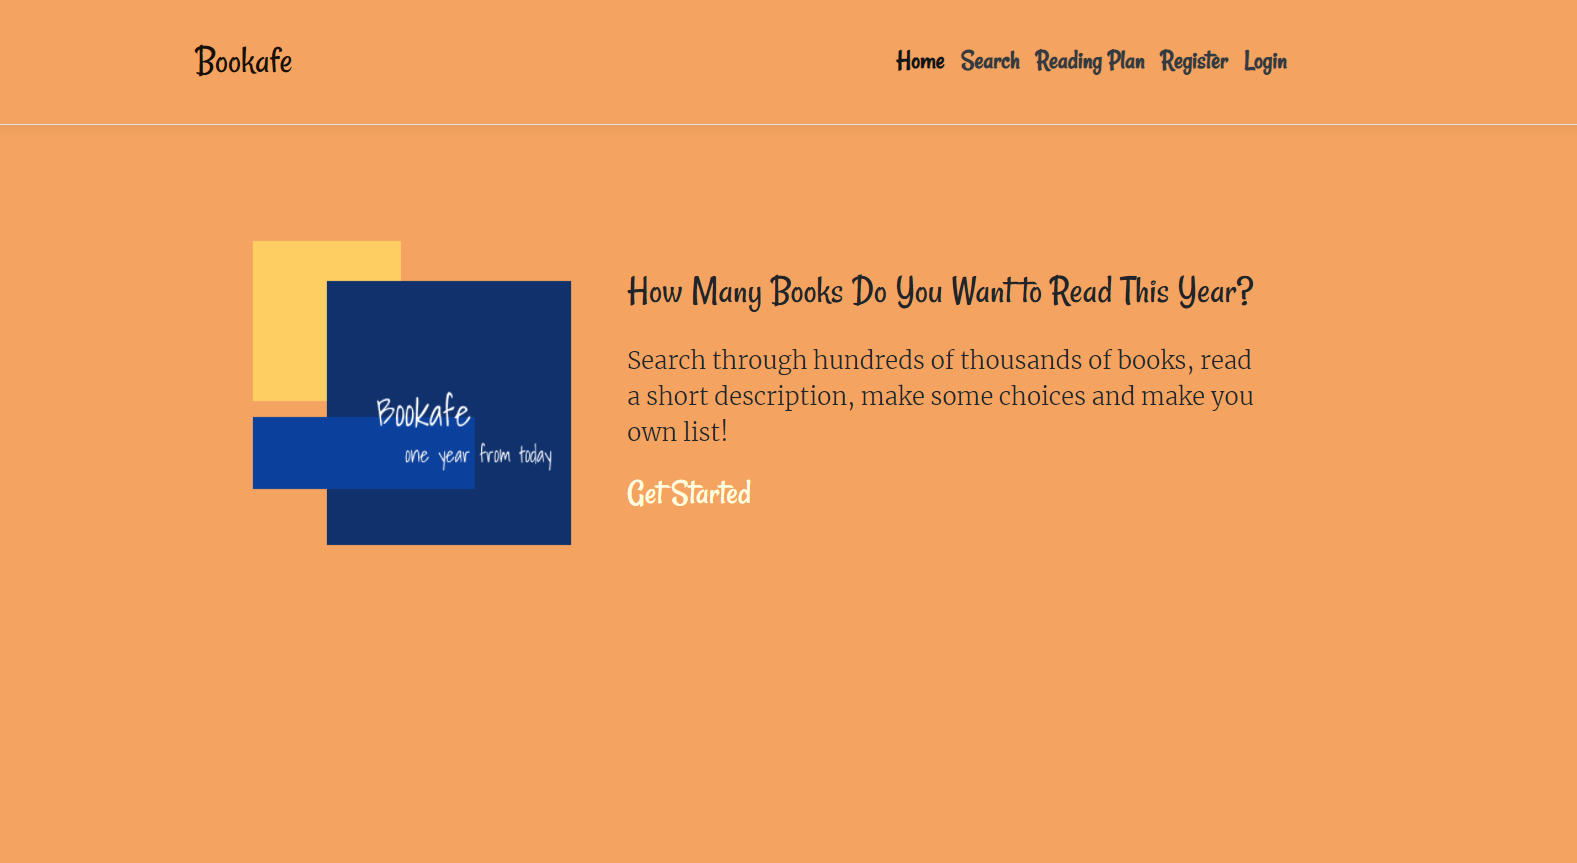 Bookafe
Home Search Reading Plan Register Login
Bookafe
one year from today
How Many Books Do You Want to Read This Year?
Search through hundreds of thousands of books, read
a short description, make some choices and make you
own list!
Get Started